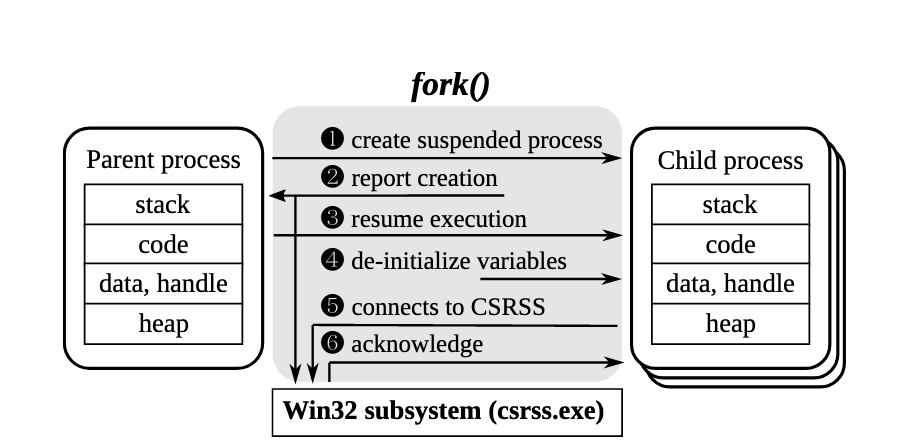 fork()
Parent process
stack
code
data, handle
heap
❶ create suspended process
❷ report creation
❸ resume execution
❹ de-initialize variables
❺ connects to CSRSS
❻ acknowledge
Child process
stack
code
data, handle
heap
Win32 subsystem (csrss.exe)